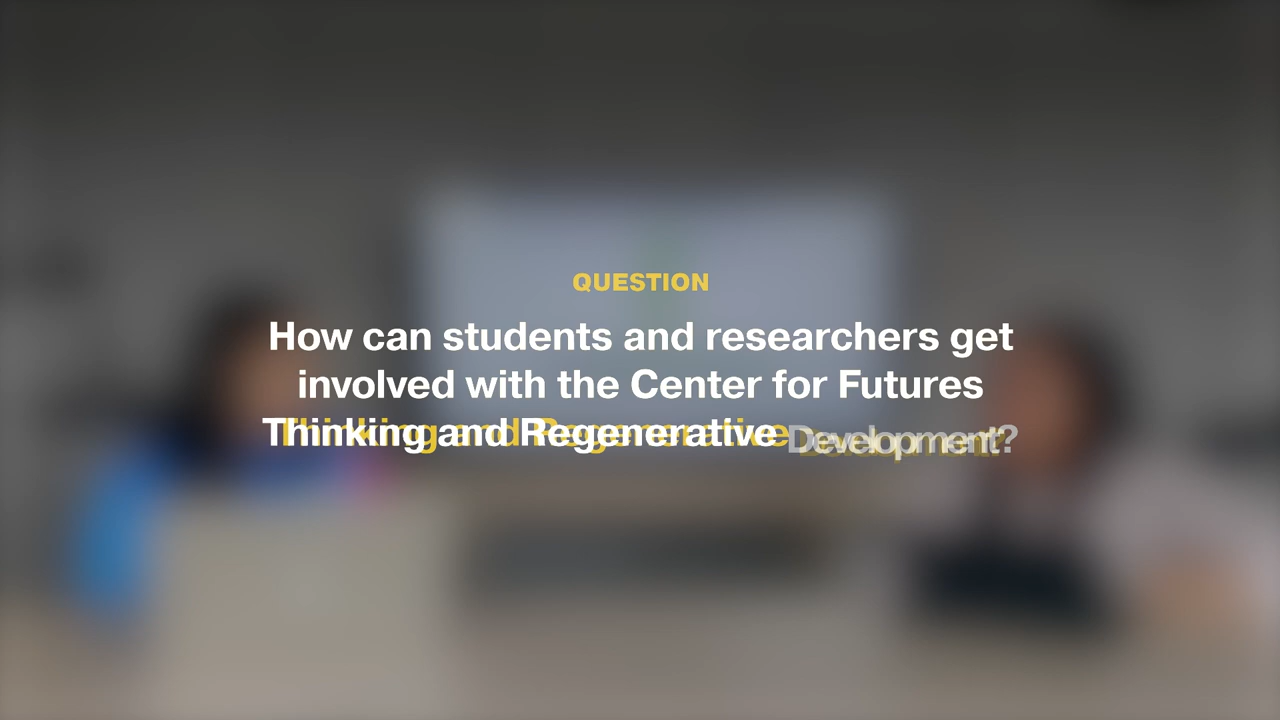 QUESTION
How can students and researchers get
involved with the Center for Futures
Thinking and Regenerative Development?